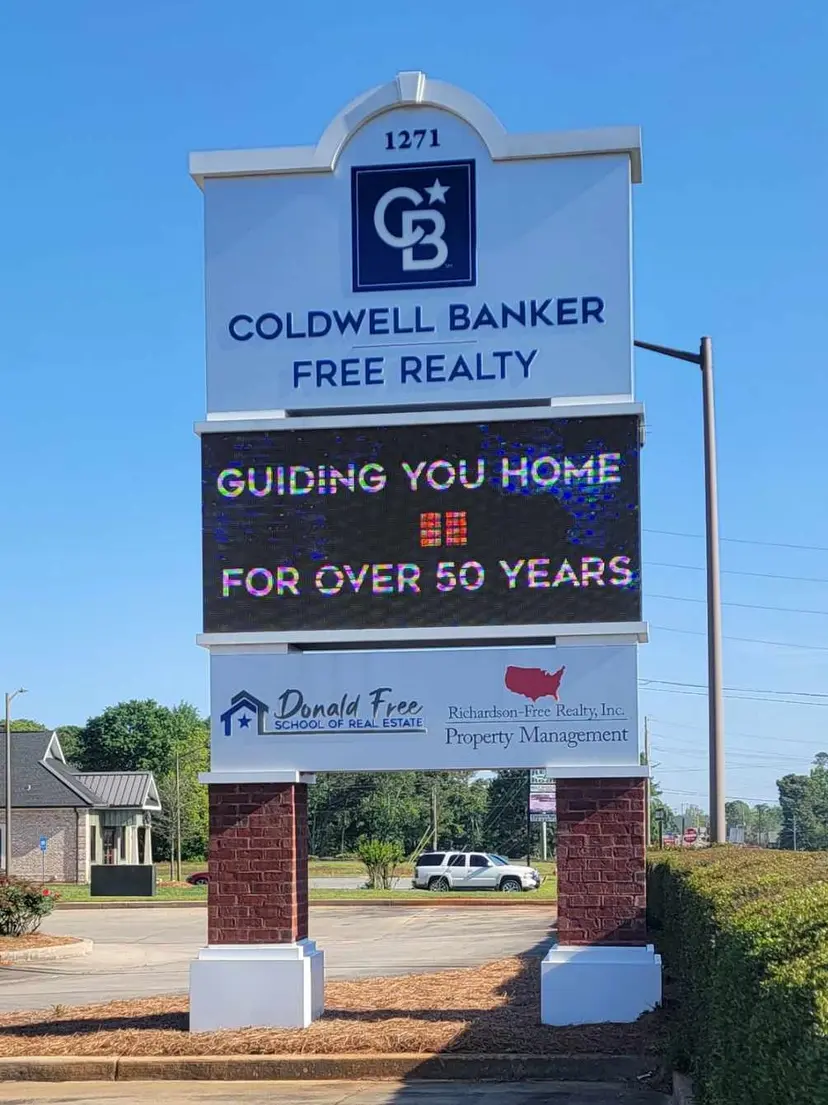 1271
CB
COLDWELL BANKER
FREE REALTY
GUIDING YOU HOME
FOR OVER 50 YEARS
Donald Free
SCHOOL OF REAL ESTATE
Richardson-Free Realty, Inc.
Property Management